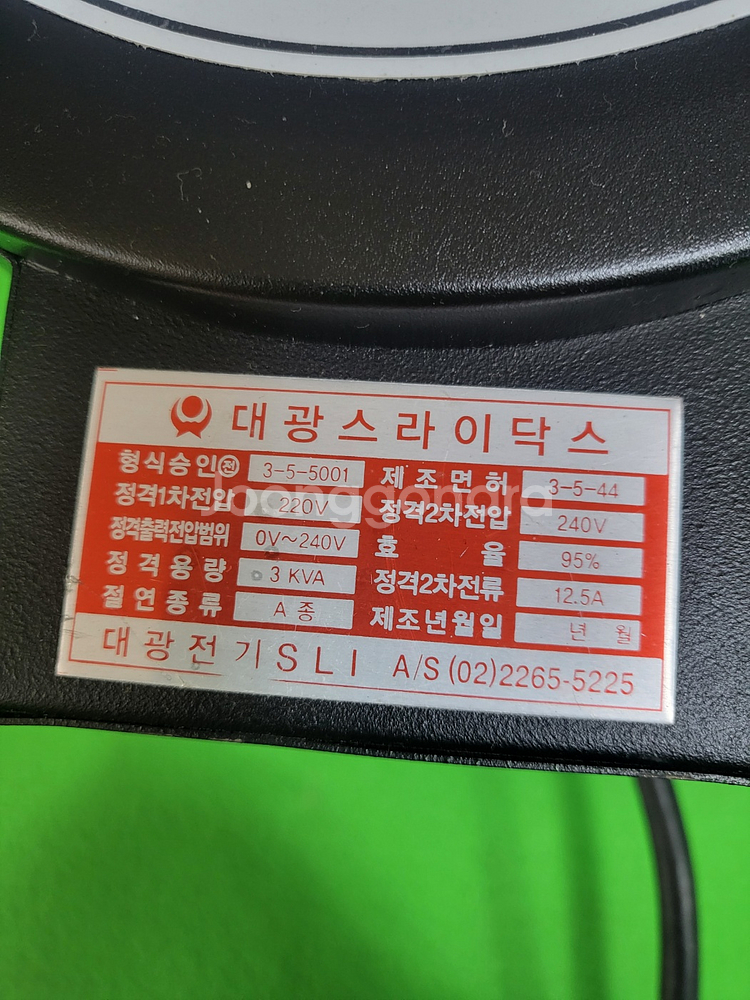 대광스라이닥스
형식승인전 3-5-5001 제조면허 3-5-44
정격1차전압 220V 정격2차전압 240V
정격출력전압범위 0V~240V 효율 95%
정격용량 3 KVA 정격2차전류 12.5A
절연종류 A 종 제조년월일 년 월
대광전기SLI A/S (02)2265-5225
joonggonara